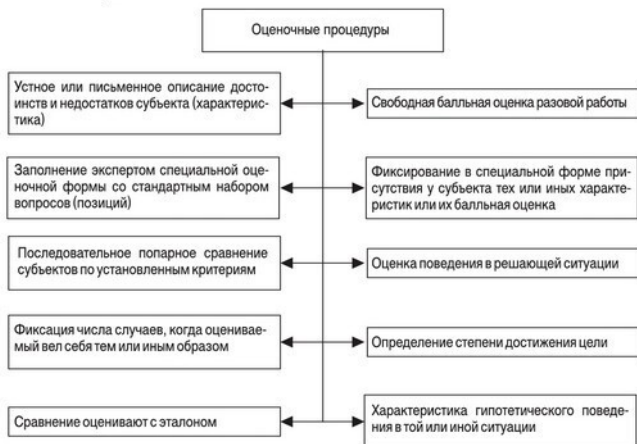 Оценочные процедуры
Устное или письменное описание досто-
инств и недостатков субъекта (характерис-
тика)
Свободная балльная оценка разовой работы
Заполнение экспертом специальной оце-
ночной формы со стандартным набором
вопросов (позиций)
Фиксирование в специальной форме при-
сутствия у субъекта тех или иных характе-
ристик или их балльная оценка
Последовательное попарное сравнение
субъектов по установленным критериям
Оценка поведения в решающей ситуации
Фиксация числа случаев, когда оценивае-
мый вел себя тем или иным образом
Определение степени достижения цели
Сравнение оценивают с эталоном
Характеристика гипотетического поведе-
ния в той или иной ситуации